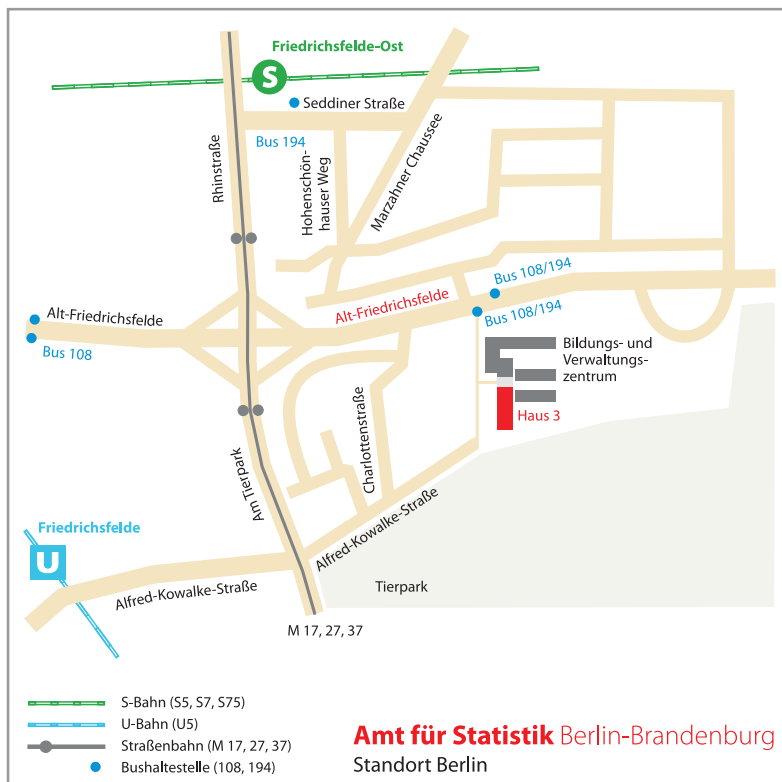 Friedrichsfelde-Ost
S
Seddiner Straße
Bus 194
Rhinstraße
Hohenschön-
hauser Weg
Marzahner Chaussee
Bus 108/194
Alt-Friedrichsfelde
Alt-Friedrichsfelde
Bus 108/194
Bus 108
Bildungs- und
Verwaltungs-
zentrum
Haus 3
Charlottenstraße
Am Tierpark
Friedrichsfelde
U
Alfred-Kowalke-Straße
Alfred-Kowalke-Straße
Tierpark
M 17, 27, 37
S-Bahn (S5, S7, S75)
U-Bahn (U5)
Straßenbahn (M 17, 27, 37)
Bushaltestelle (108, 194)
Amt für Statistik Berlin-Brandenburg
Standort Berlin